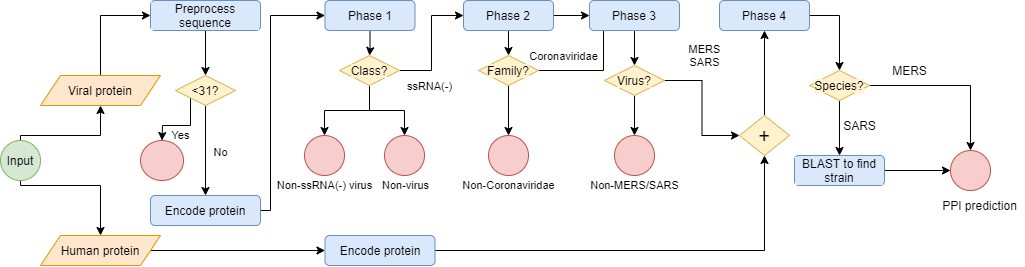 Preprocess
sequence
Phase 1
Phase 2
Phase 3
Phase 4
Viral protein
<31?
Class?
ssRNA(-)
Family?
Coronaviridae
Virus?
MERS
SARS
Species?
MERS
Input
Yes
No
+
SARS
BLAST to find
strain
Non-ssRNA(-) virus
Non-virus
Non-Coronaviridae
Non-MERS/SARS
PPI prediction
Encode protein
Human protein
Encode protein